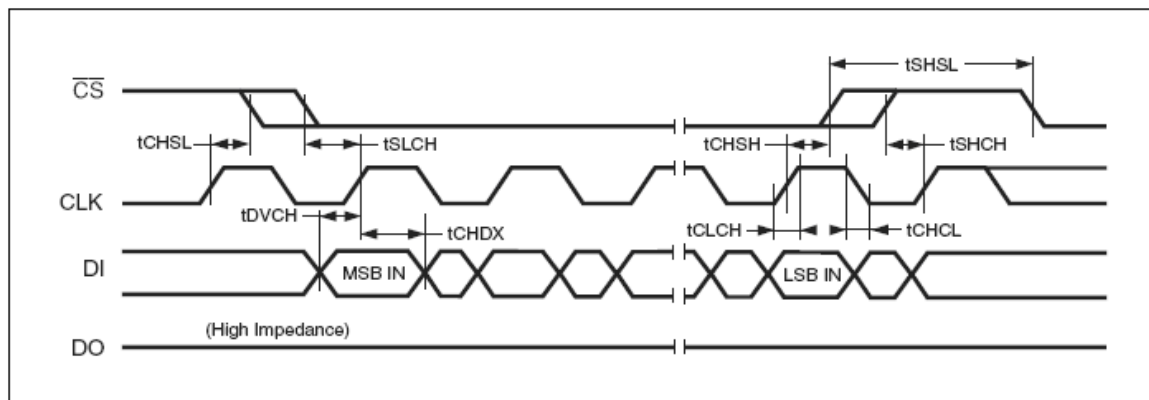 tSHSL
CS
tCHSL
tSLCH
tCHSH
tSHCH
CLK
tDVCH
tCHDX
tCLCH
tCHCL
DI
MSB IN
LSB IN
(High Impedance)
DO